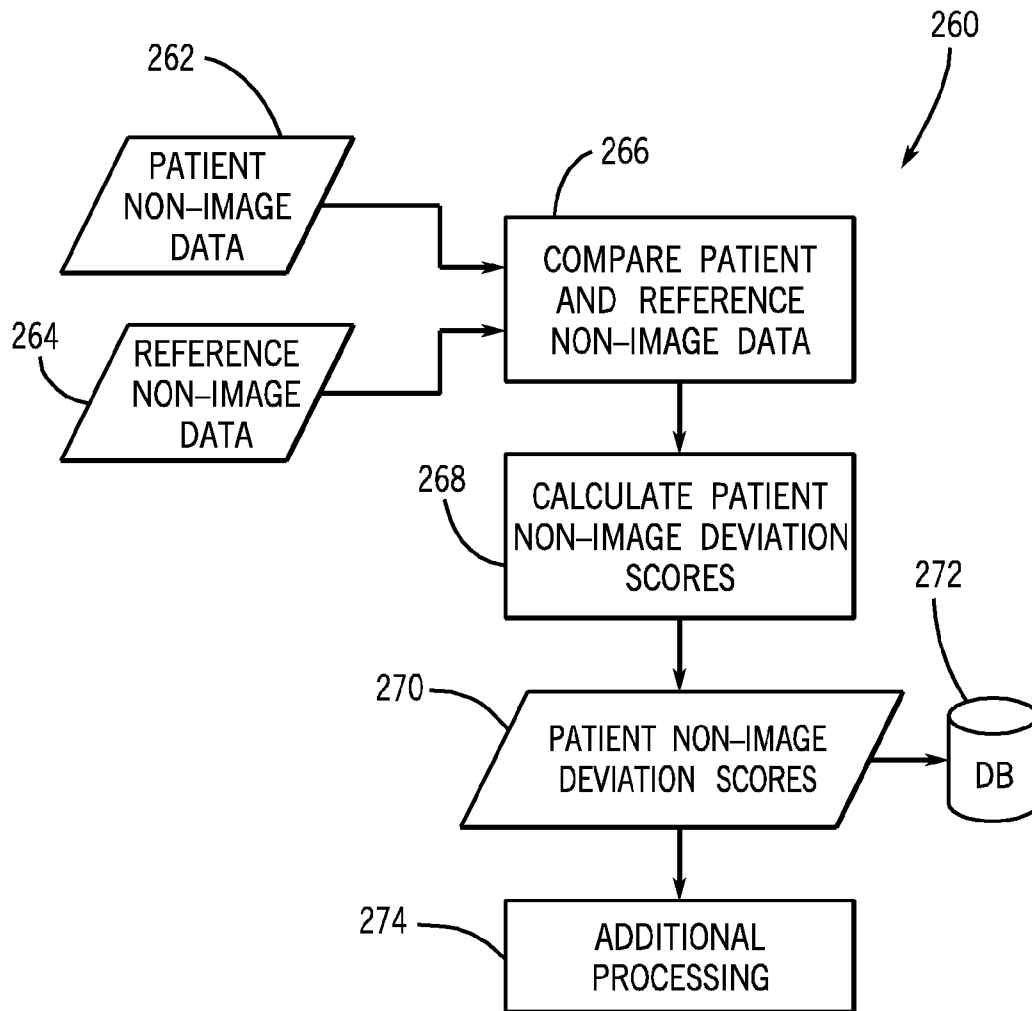 260
262
PATIENT
NON–IMAGE
DATA
264
REFERENCE
NON–IMAGE
DATA
266
COMPARE PATIENT
AND REFERENCE
NON–IMAGE DATA
268
CALCULATE PATIENT
NON–IMAGE DEVIATION
SCORES
270
PATIENT NON–IMAGE
DEVIATION SCORES
272
DB
274
ADDITIONAL
PROCESSING